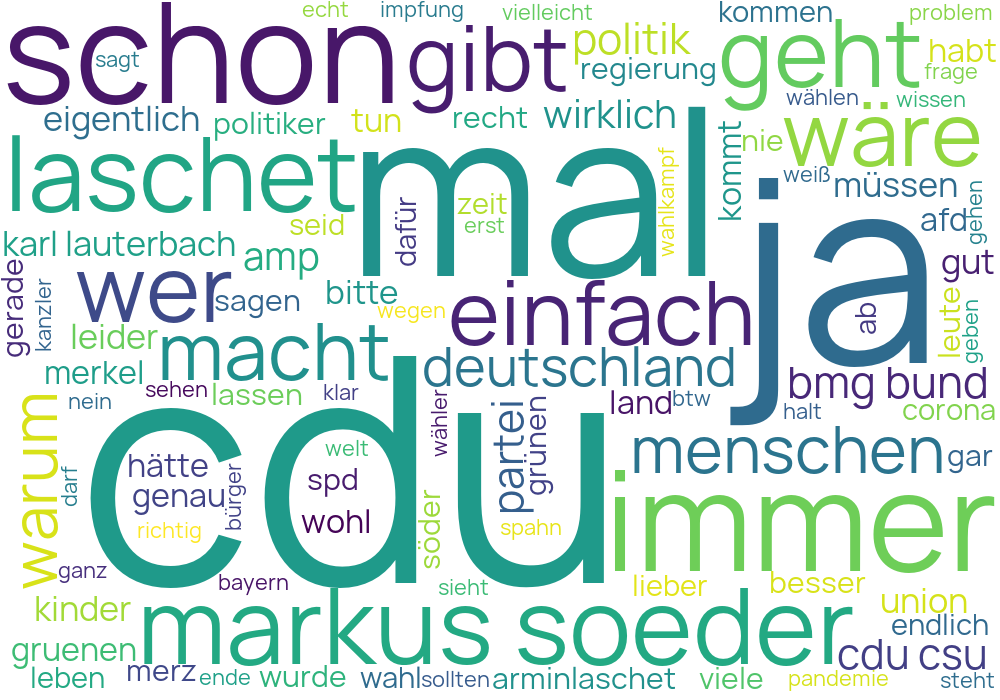 echt
impfung
vielleicht
kommen
problem
schon
gibt
politik
geht
habt
sagt
regierung
frage
wählen
wissen
eigentlich
politiker
tun
recht
wirklich
wäre
laschet
mal
kommt
nie
wahlkampf
weiß
müssen
gehen
seid
dafür
zeit
erst
ja
afd
karl lauterbach
amp
gut
gerade
kanzler
wer
sagen
bitte
wegen
einfach
ab
leute
geben
leider
macht
merkel
deutschland
bmg bund
sehen
lassen
klar
nein
wähler
land
btw
halt
corona
warum
cdu
partei
grünen
menschen
gar
welt
hätte
spd
darf
genau
bürger
wohl
söder
spahn
immer
richtig
ganz
bayern
sieht
lieber
besser
kinder
markus soeder
union
endlich
gruenen
cdu csu
leben
merz
ende
wurde
wahl
sollten
arminlaschet
viele
pandemie
steht